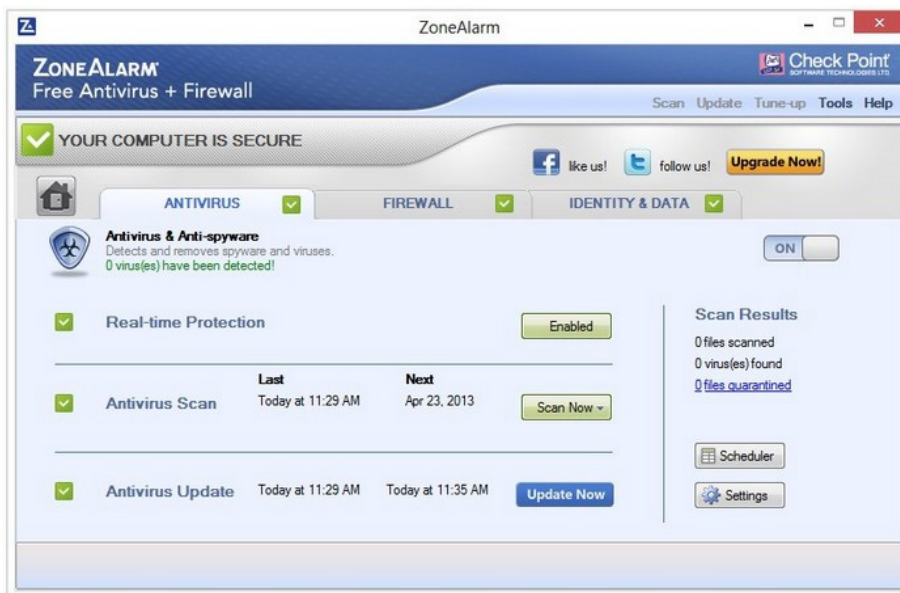 ZoneAlarm
ZONEALARM
Free Antivirus + Firewall
Check Point
SOFTWARE TECHNOLOGIES LTD.
Scan Update Tune-up Tools Help
YOUR COMPUTER IS SECURE
like us! follow us! Upgrade Now!
ANTIVIRUS FIREWALL IDENTITY & DATA
Antivirus & Anti-spyware
Detects and removes spyware and viruses.
0 virus(es) have been detected!
ON
Real-time Protection Enabled
Last Next
Antivirus Scan Today at 11:29 AM Apr 23, 2013 Scan Now
Antivirus Update Today at 11:29 AM Today at 11:35 AM Update Now
Scan Results
0 files scanned
0 virus(es) found
0 files quarantined
Scheduler
Settings